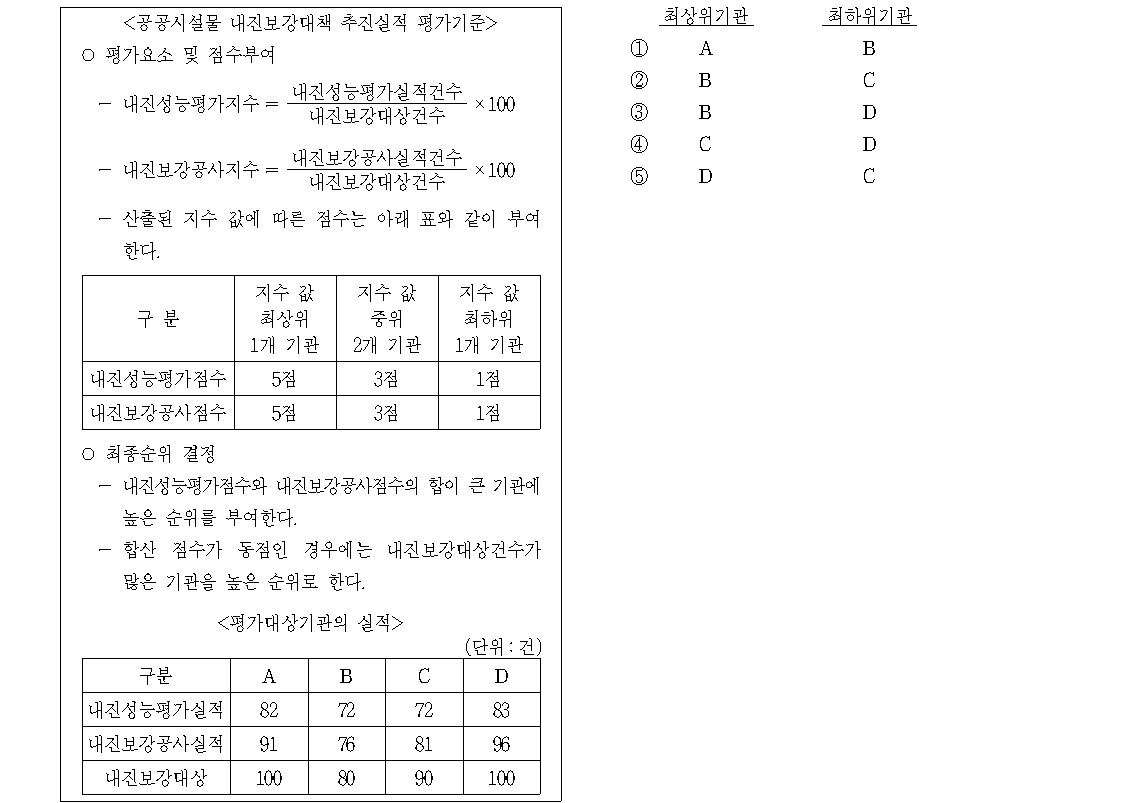 <공공시설물 내진보강대책 추진실적 평가기준>
○ 평가요소 및 점수부여
- 내진성능평가지수 = 내진성능평가실적건수 / 내진보강대상건수 ×100
- 내진보강공사지수 = 내진보강공사실적건수 / 내진보강대상건수 ×100
- 산출된 지수 값에 따른 점수는 아래 표와 같이 부여
한다.
구 분 지수 값 최상위 1개 기관 지수 값 중위 2개 기관 지수 값 최하위 1개 기관
내진성능평가점수 5점 3점 1점
내진보강공사점수 5점 3점 1점
○ 최종순위 결정
- 내진성능평가점수와 내진보강공사점수의 합이 큰 기관에
높은 순위를 부여한다.
- 합산 점수가 동점인 경우에는 내진보강대상건수가
많은 기관을 높은 순위로 한다.
<평가대상기관의 실적>
(단위 : 건)
구분 A B C D
내진성능평가실적 82 72 72 83
내진보강공사실적 91 76 81 96
내진보강대상 100 80 90 100
최상위기관 최하위기관
① A B
② B C
③ B D
④ C D
⑤ D C